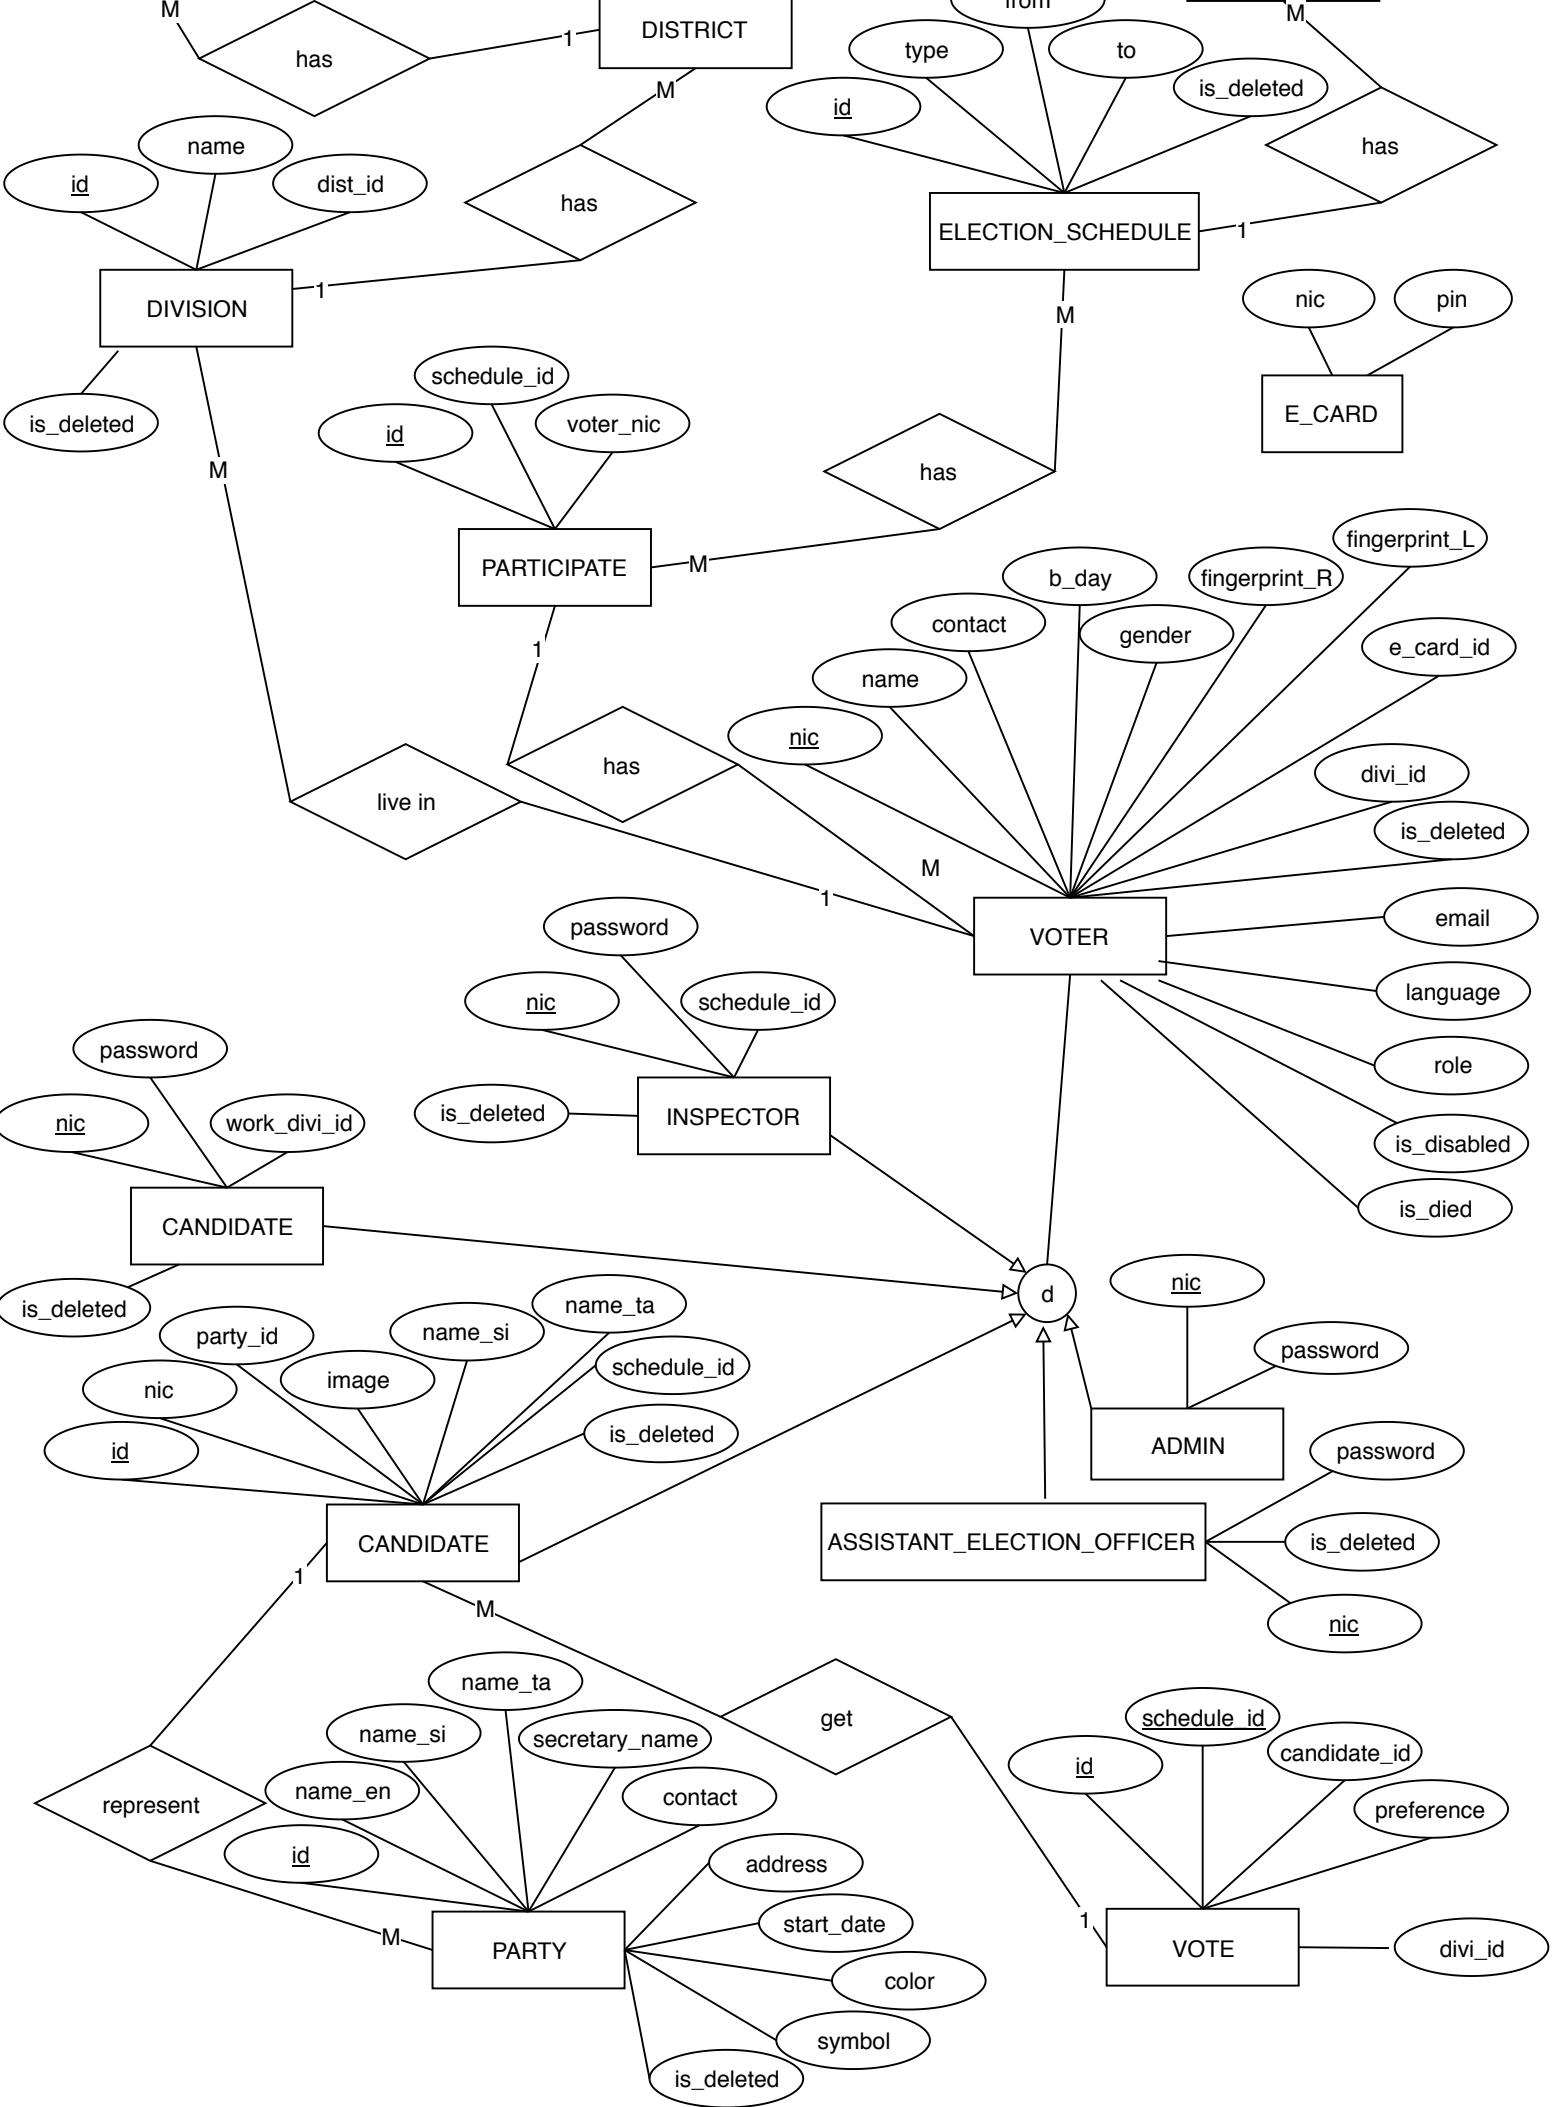 M
has
1
DISTRICT
from
M
type
to
M
id
is_deleted
has
name
id
dist_id
has
ELECTION_SCHEDULE
1
1
DIVISION
nic
pin
M
schedule_id
E_CARD
is_deleted
id
voter_nic
M
has
fingerprint_L
PARTICIPATE
M
b_day
fingerprint_R
contact
gender
1
e_card_id
name
nic
has
divi_id
live in
is_deleted
M
1
password
VOTER
email
nic
schedule_id
language
password
role
is_deleted
INSPECTOR
nic
work_divi_id
is_disabled
CANDIDATE
is_died
is_deleted
d
nic
name_ta
party_id
name_si
schedule_id
password
image
nic
is_deleted
ADMIN
id
password
CANDIDATE
ASSISTANT_ELECTION_OFFICER
is_deleted
1
M
nic
name_ta
get
schedule_id
name_si
secretary_name
id
candidate_id
name_en
contact
preference
represent
id
address
start_date
1
M
PARTY
VOTE
divi_id
color
symbol
is_deleted